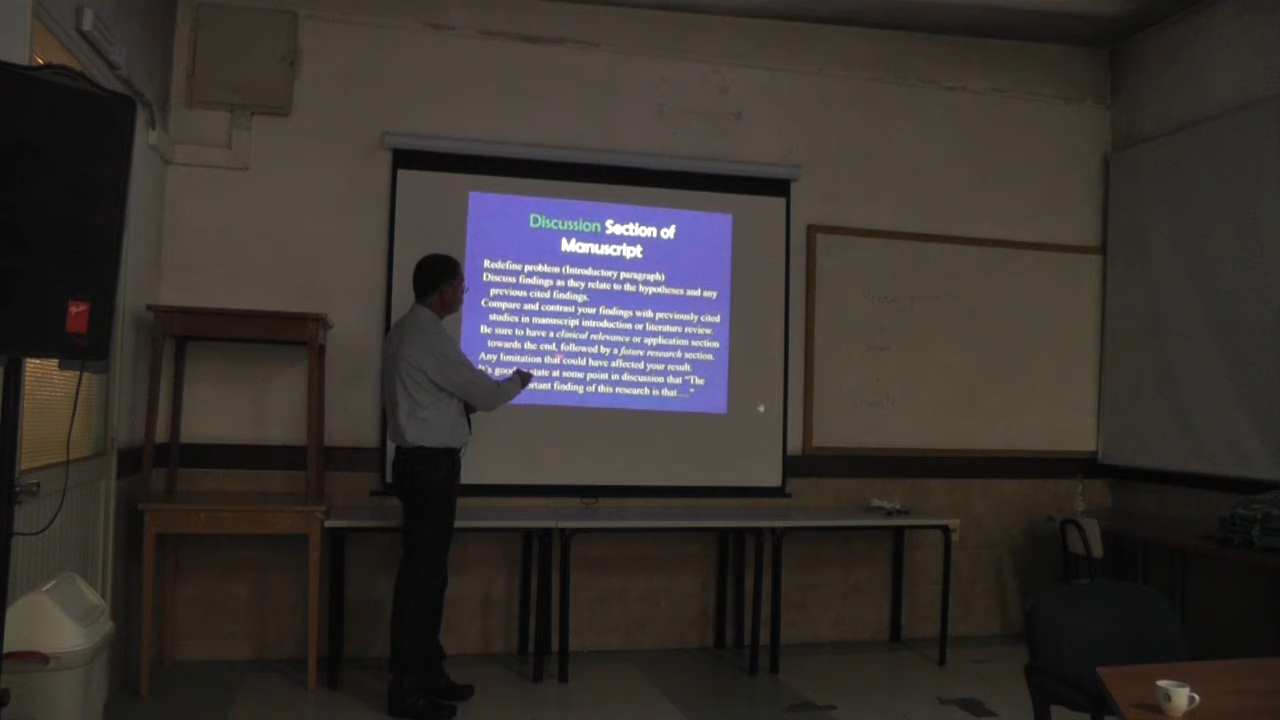 Discussion Section of
Manuscript
Redefine problem (Introductory paragraph)
Discuss findings as they relate to the hypotheses and any
previous cited findings.
Compare and contrast your findings with previously cited
studies in manuscript introduction or literature review.
Be sure to have a clinical relevance or application section
towards the end, followed by a future research section.
Any limitation that could have affected your result.
It's good state at some point in discussion that "The
finding of this research is that...."